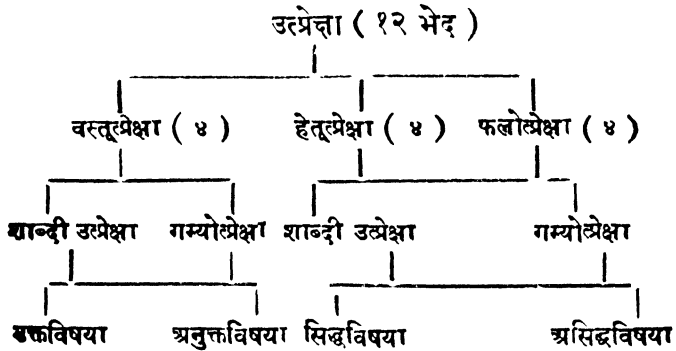 उत्प्रेक्षा ( १२ भेद )
वस्तूत्प्रेक्षा ( ४ ) हेतूत्प्रेक्षा ( ४ ) फलोत्प्रेक्षा ( ४ )
शाब्दी उत्प्रेक्षा गम्योत्प्रेक्षा शाब्दी उत्प्रेक्षा गम्योत्प्रेक्षा
उक्तविषया अनुक्तविषया सिद्धविषया असिद्धविषया